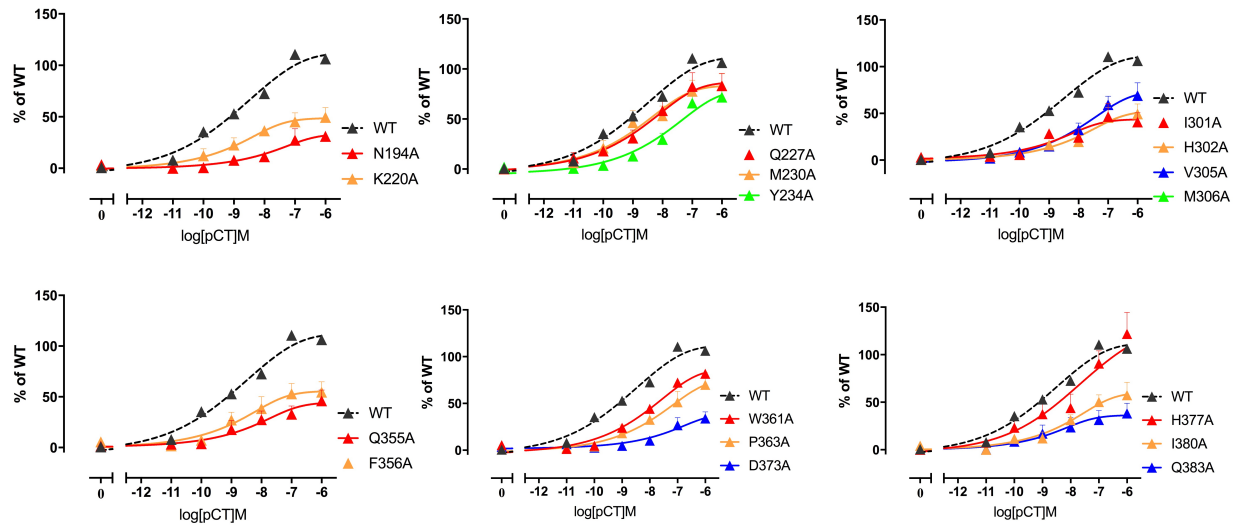 150
100
50
0
% of WT
0 -12 -11 -10 -9 -8 -7 -6
log[pCT]M
WT
N194A
K220A
150
100
50
0
% of WT
0 -12 -11 -10 -9 -8 -7 -6
log[pCT]M
WT
Q227A
M230A
Y234A
150
100
50
0
% of WT
0 -12 -11 -10 -9 -8 -7 -6
log[pCT]M
WT
I301A
H302A
V305A
M306A
150
100
50
0
% of WT
0 -12 -11 -10 -9 -8 -7 -6
log[pCT]M
WT
Q355A
F356A
150
100
50
0
% of WT
0 -12 -11 -10 -9 -8 -7 -6
log[pCT]M
WT
W361A
P363A
D373A
150
100
50
0
% of WT
0 -12 -11 -10 -9 -8 -7 -6
log[pCT]M
WT
H377A
I380A
Q383A